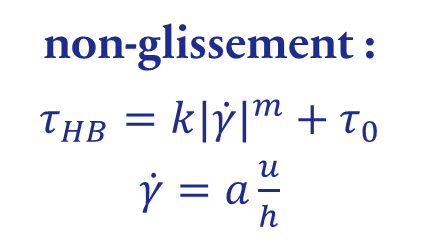 non-glissement :
τ_HB = k|γ̇|^m + τ_0
γ̇ = a u/h